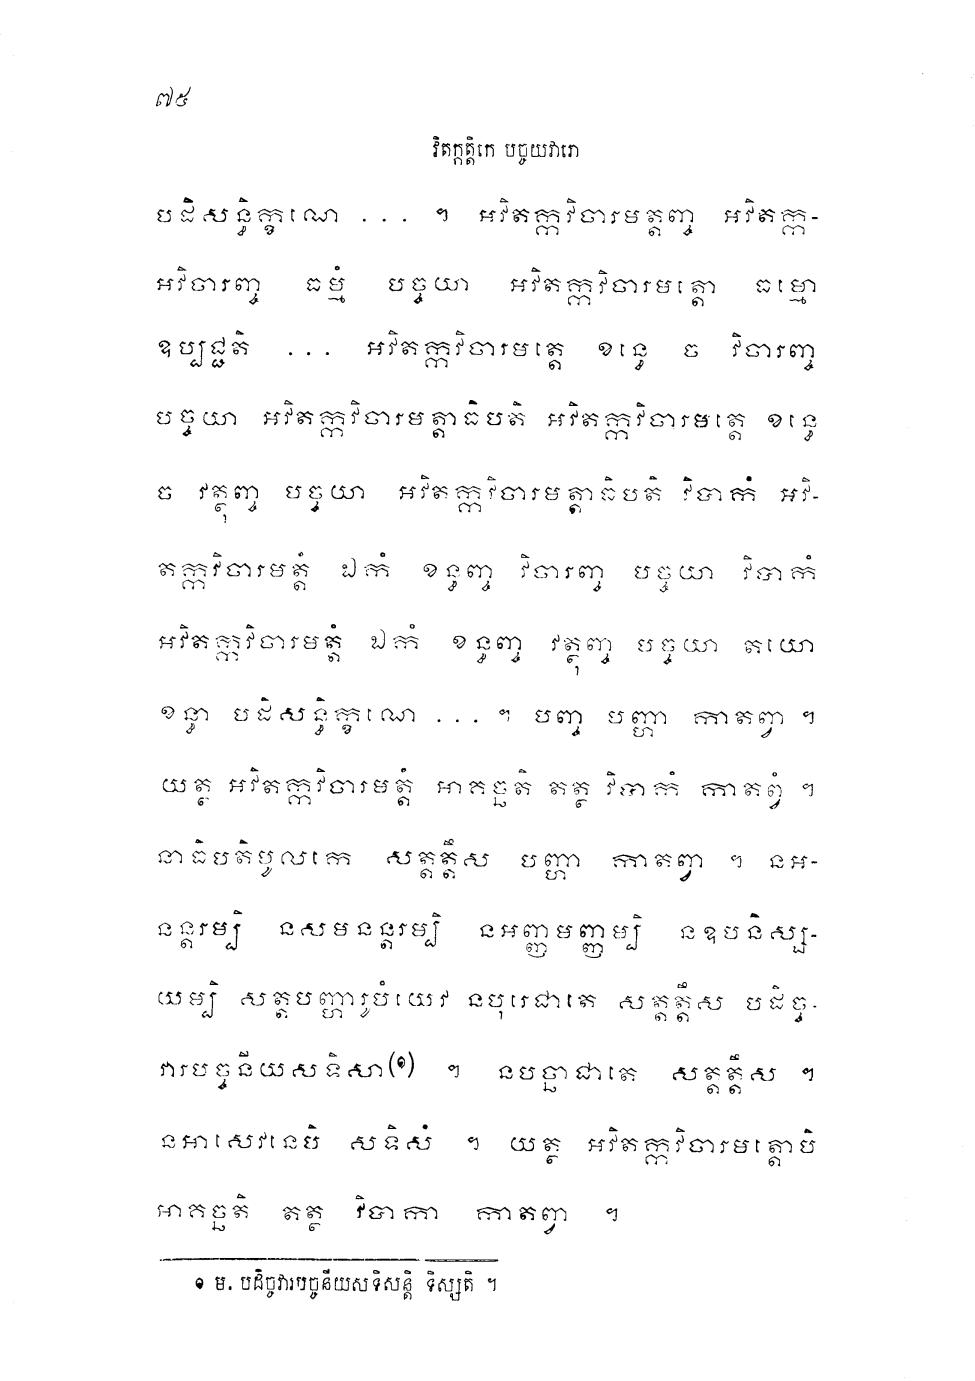 ៧៥
វិតក្កត្តិកេ បច្ចយវារោ
បដិសន្ធិក្ខណេ ... ។ អវិតក្កវិចារមត្តញ្ច អវិតក្ក-
អវិចារញ្ច ធម្មំ បច្ចយា អវិតក្កវិចារមត្តោ ធម្មោ
ឧប្បជ្ជតិ ... អវិតក្កវិចារមត្តេ ខន្ធេ ច វិចារញ្ច
បច្ចយា អវិតក្កវិចារមត្តាធិបតិ អវិតក្កវិចារមត្តេ ខន្ធេ
ច វត្ថុញ្ច បច្ចយា អវិតក្កវិចារមត្តាធិបតិ វិបាកំ អវិ-
តក្កវិចារមត្តំ ឯកំ ខន្ធញ្ច វិចារញ្ច បច្ចយា វិបាកំ
អវិតក្កវិចារមត្តំ ឯកំ ខន្ធញ្ច វត្ថុញ្ច បច្ចយា តយោ
ខន្ធា បដិសន្ធិក្ខណេ ... ។ បញ្ច បញ្ហា កាតព្វា ។
យត្ថ អវិតក្កវិចារមត្តំ អាគច្ឆតិ តត្ថ វិបាកំ កាតព្វំ ។
នាធិបតិមូលកេ សត្តត្តឹស បញ្ហា កាតព្វា ។ នអ-
នន្តរម្បិ នសមនន្តរម្បិ នអញ្ញមញ្ញម្បិ នឧបនិស្ស-
យម្បិ សត្តបញ្ហារូបំយេវ នបុរេជាតេ សត្តត្តឹស បដិច្ច-
វារបច្ចនីយសទិសា(១) ។ នបច្ឆាជាតេ សត្តត្តឹស ។
នអាសេវនេបិ សទិសំ ។ យត្ថ អវិតក្កវិចារមត្តោបិ
អាគច្ឆតិ តត្ថ វិបាកា កាតព្វា ។
១ ម. បដិច្ចវារបច្ចនីយសទិសន្តិ ទិស្សតិ ។